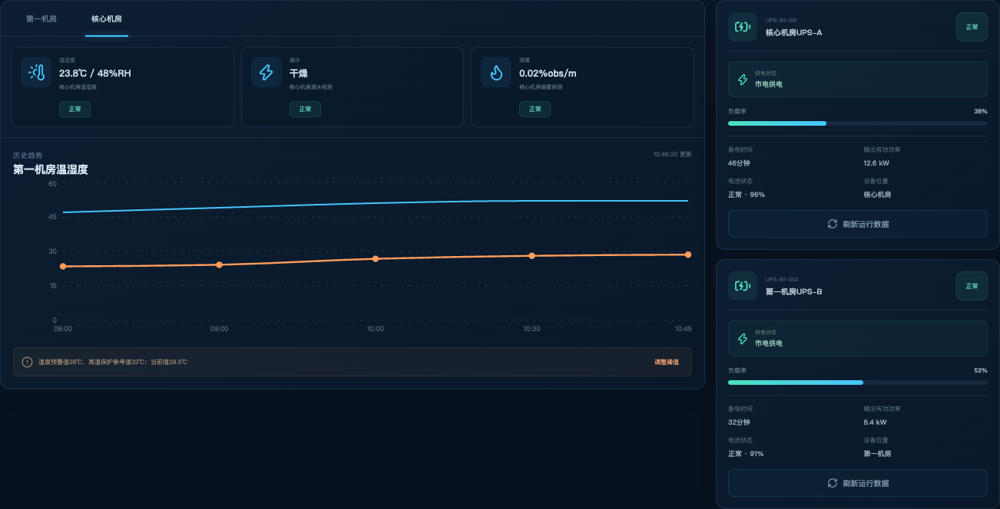 第一机房
核心机房
温湿度
23.8℃ / 48%RH
核心机房温湿度
正常
漏水
干燥
核心机房漏水检测
正常
烟雾
0.02%obs/m
核心机房烟雾探测
正常
历史趋势
第一机房温湿度
10:46:20 更新
60
45
30
15
0
08:00
09:00
10:00
10:30
10:45
温度预警值28℃，高温保护参考值32℃；当前值28.6℃
调整阈值
UPS-B1-001
核心机房UPS-A
正常
供电状态
市电供电
负载率
38%
备电时间
46分钟
输出有功功率
12.6 kW
电池状态
正常 · 96%
设备位置
核心机房
刷新运行数据
UPS-B1-002
第一机房UPS-B
正常
供电状态
市电供电
负载率
52%
备电时间
32分钟
输出有功功率
8.4 kW
电池状态
正常 · 91%
设备位置
第一机房
刷新运行数据